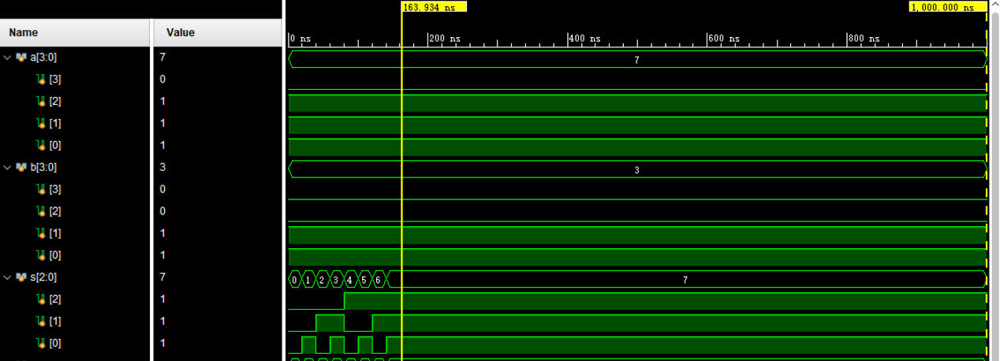 163.934 ns 1,000.000 ns
Name Value 0 ns 200 ns 400 ns 600 ns 800 ns
a[3:0] 7 7
[3] 0
[2] 1
[1] 1
[0] 1
b[3:0] 3 3
[3] 0
[2] 0
[1] 1
[0] 1
s[2:0] 7 0 1 2 3 4 5 6 7
[2] 1
[1] 1
[0] 1